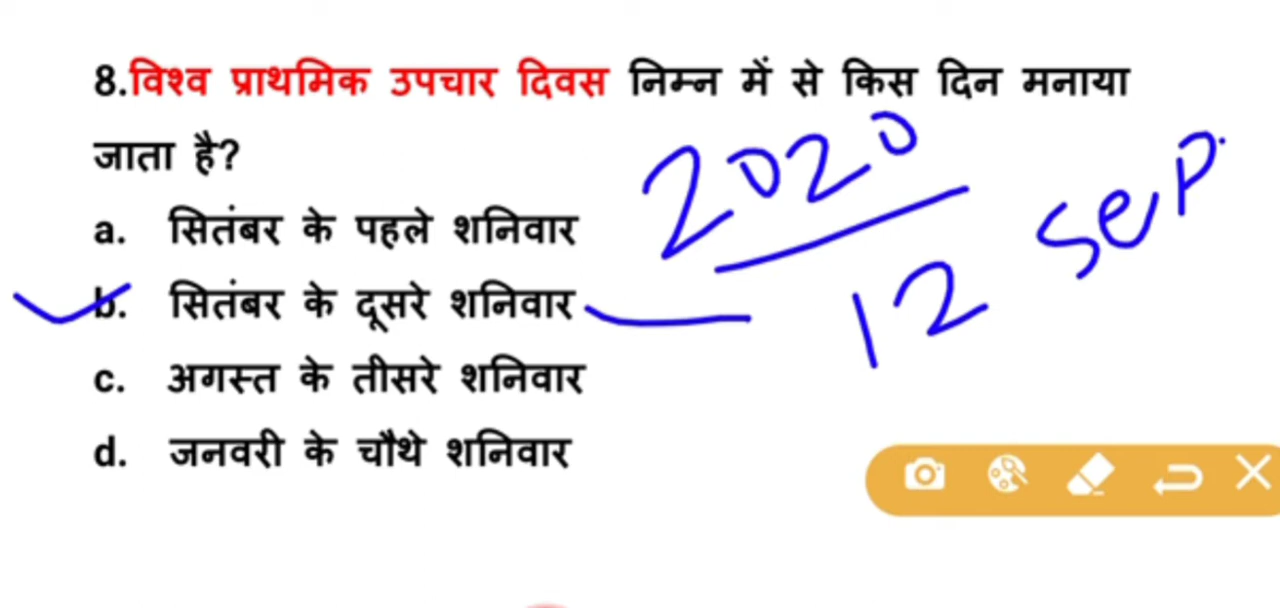 8.विश्व प्राथमिक उपचार दिवस निम्न में से किस दिन मनाया
जाता है?
2020
a. सितंबर के पहले शनिवार
12 Sep.
b. सितंबर के दूसरे शनिवार
c. अगस्त के तीसरे शनिवार
d. जनवरी के चौथे शनिवार